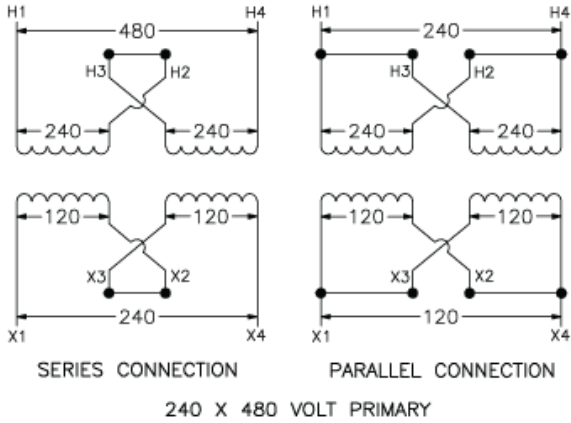 H1 H4 H1 H4
480 240
H3 H2 H3 H2
240 240 240 240
120 120 120 120
X3 X2 X3 X2
240 120
X1 X4 X1 X4
SERIES CONNECTION PARALLEL CONNECTION
240 X 480 VOLT PRIMARY